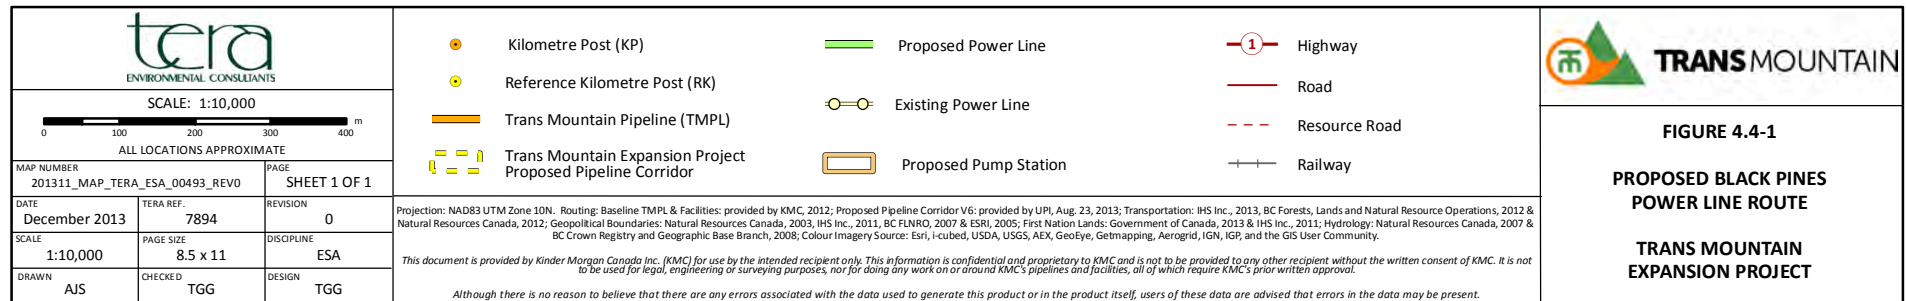 tera
ENVIRONMENTAL CONSULTANTS
SCALE: 1:10,000
m
0 100 200 300 400
ALL LOCATIONS APPROXIMATE
MAP NUMBER
201311_MAP_TERA_ESA_00493_REV0
PAGE
SHEET 1 OF 1
DATE
December 2013
TERA REF.
7894
REVISION
0
SCALE
1:10,000
PAGE SIZE
8.5 x 11
DISCIPLINE
ESA
DRAWN
AJS
CHECKED
TGG
DESIGN
TGG
Kilometre Post (KP)
Reference Kilometre Post (RK)
Trans Mountain Pipeline (TMPL)
Trans Mountain Expansion Project
Proposed Pipeline Corridor
Proposed Power Line
Existing Power Line
Proposed Pump Station
1 Highway
Road
Resource Road
Railway
Projection: NAD83 UTM Zone 10N. Routing: Baseline TMPL & Facilities: provided by KMC, 2012; Proposed Pipeline Corridor V6: provided by UPI, Aug. 23, 2013; Transportation: IHS Inc., 2013, BC Forests, Lands and Natural Resource Operations, 2012 &
Natural Resources Canada, 2012; Geopolitical Boundaries: Natural Resources Canada, 2003, IHS Inc., 2011, BC FLNRO, 2007 & ESRI, 2005; First Nation Lands: Government of Canada, 2013 & IHS Inc., 2011; Hydrology: Natural Resources Canada, 2007 &
BC Crown Registry and Geographic Base Branch, 2008; Colour Imagery Source: Esri, i-cubed, USDA, USGS, AEX, GeoEye, Getmapping, Aerogrid, IGN, IGP, and the GIS User Community.
This document is provided by Kinder Morgan Canada Inc. (KMC) for use by the intended recipient only. This information is confidential and proprietary to KMC and is not to be provided to any other recipient without the written consent of KMC. It is not
to be used for legal, engineering or surveying purposes, nor for doing any work on or around KMC's pipelines and facilities, all of which require KMC's prior written approval.
Although there is no reason to believe that there are any errors associated with the data used to generate this product or in the product itself, users of these data are advised that errors in the data may be present.
TRANSMOUNTAIN
FIGURE 4.4-1
PROPOSED BLACK PINES
POWER LINE ROUTE
TRANS MOUNTAIN
EXPANSION PROJECT